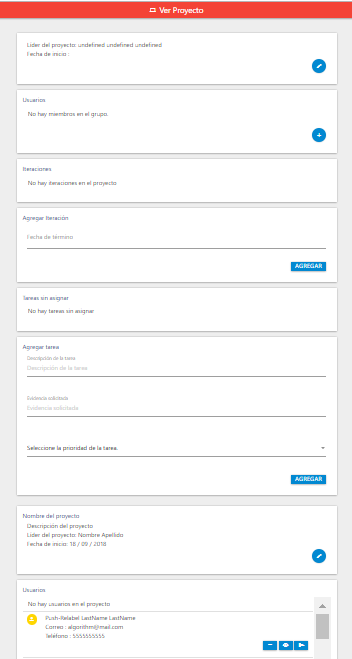 Ver Proyecto
Líder del proyecto: undefined undefined undefined
Fecha de inicio :
Usuarios
No hay miembros en el grupo.
Iteraciones
No hay iteraciones en el proyecto
Agregar Iteración
Fecha de término
AGREGAR
Tareas sin asignar
No hay tareas sin asignar
Agregar tarea
Descripción de la tarea
Descripción de la tarea
Evidencia solicitada
Evidencia solicitada
Seleccione la prioridad de la tarea.
AGREGAR
Nombre del proyecto
Descripción del proyecto
Líder del proyecto: Nombre Apellido
Fecha de inicio: 18 / 09 / 2018
Usuarios
No hay usuarios en el proyecto
Push-Relabel LastName LastName
Correo : algorithm@mail.com
Teléfono : 5555555555